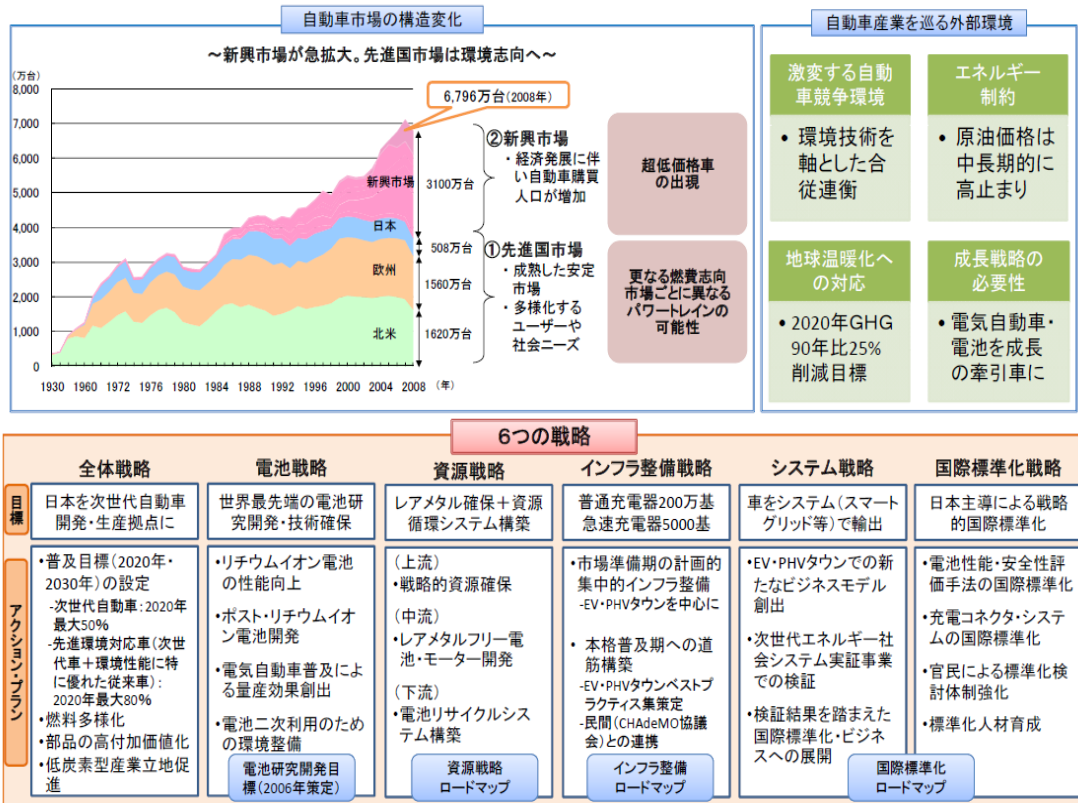 自動車市場の構造変化
～新興市場が急拡大。先進国市場は環境志向へ～
(万台)
8,000
7,000
6,000
5,000
4,000
3,000
2,000
1,000
0
1930
1960
1972
1976
1980
1984
1988
1992
1996
2000
2004
2008
(年)
6,796万台(2008年)
新興市場
日本
欧州
北米
3100万台
508万台
1560万台
1620万台
②新興市場
・経済発展に伴
い自動車購買
人口が増加
①先進国市場
・成熟した安定
市場
・多様化する
ユーザーや
社会ニーズ
超低価格車
の出現
更なる燃費志向
市場ごとに異なる
パワートレインの
可能性
自動車産業を巡る外部環境
激変する自動
車競争環境
• 環境技術を
軸とした合
従連衡
エネルギー
制約
• 原油価格は
中長期的に
高止まり
地球温暖化へ
の対応
• 2020年GHG
90年比25%
削減目標
成長戦略の
必要性
• 電気自動車・
電池を成長
の牽引車に
6つの戦略
目標
アクション・プラン
全体戦略
日本を次世代自動車
開発・生産拠点に
•普及目標(2020年・
2030年)の設定
-次世代自動車:2020年
最大50%
-先進環境対応車(次世
代車＋環境性能に特
に優れた従来車):
2020年最大80%
•燃料多様化
•部品の高付加価値化
•低炭素型産業立地促
進
電池戦略
世界最先端の電池研
究開発・技術確保
•リチウムイオン電池
の性能向上
•ポスト・リチウムイオ
ン電池開発
•電気自動車普及によ
る量産効果創出
•電池二次利用のため
の環境整備
電池研究開発目
標(2006年策定)
資源戦略
レアメタル確保＋資源
循環システム構築
(上流)
•戦略的資源確保
(中流)
•レアメタルフリー電
池・モーター開発
(下流)
•電池リサイクルシス
テム構築
資源戦略
ロードマップ
インフラ整備戦略
普通充電器200万基
急速充電器5000基
•市場準備期の計画的
集中的インフラ整備
-EV・PHVタウンを中心に
• 本格普及期への道
筋構築
-EV・PHVタウンベストプ
ラクティス集策定
-民間(CHAdeMO協議
会)との連携
インフラ整備
ロードマップ
システム戦略
車をシステム(スマート
グリッド等)で輸出
•EV・PHVタウンでの新
たなビジネスモデル
創出
•次世代エネルギー社
会システム実証事業
での検証
•検証結果を踏まえた
国際標準化・ビジネ
スへの展開
国際標準化戦略
日本主導による戦略
的国際標準化
•電池性能・安全性評
価手法の国際標準化
•充電コネクタ・システ
ムの国際標準化
•官民による標準化検
討体制強化
•標準化人材育成
国際標準化
ロードマップ